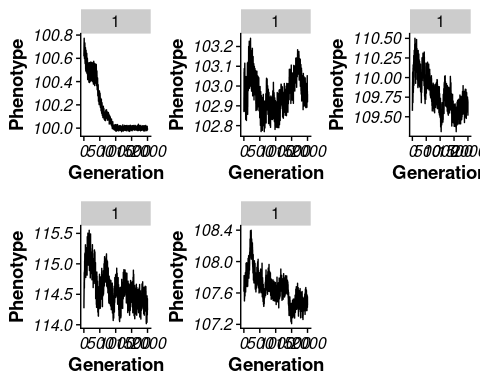 1
1
1
Phenotype
100.8
100.6
100.4
100.2
100.0
Generation
Phenotype
103.2
103.1
103.0
102.9
102.8
Generation
Phenotype
110.50
110.25
110.00
109.75
109.50
Generation
1
1
Phenotype
115.5
115.0
114.5
114.0
Generation
Phenotype
108.4
108.0
107.6
107.2
Generation